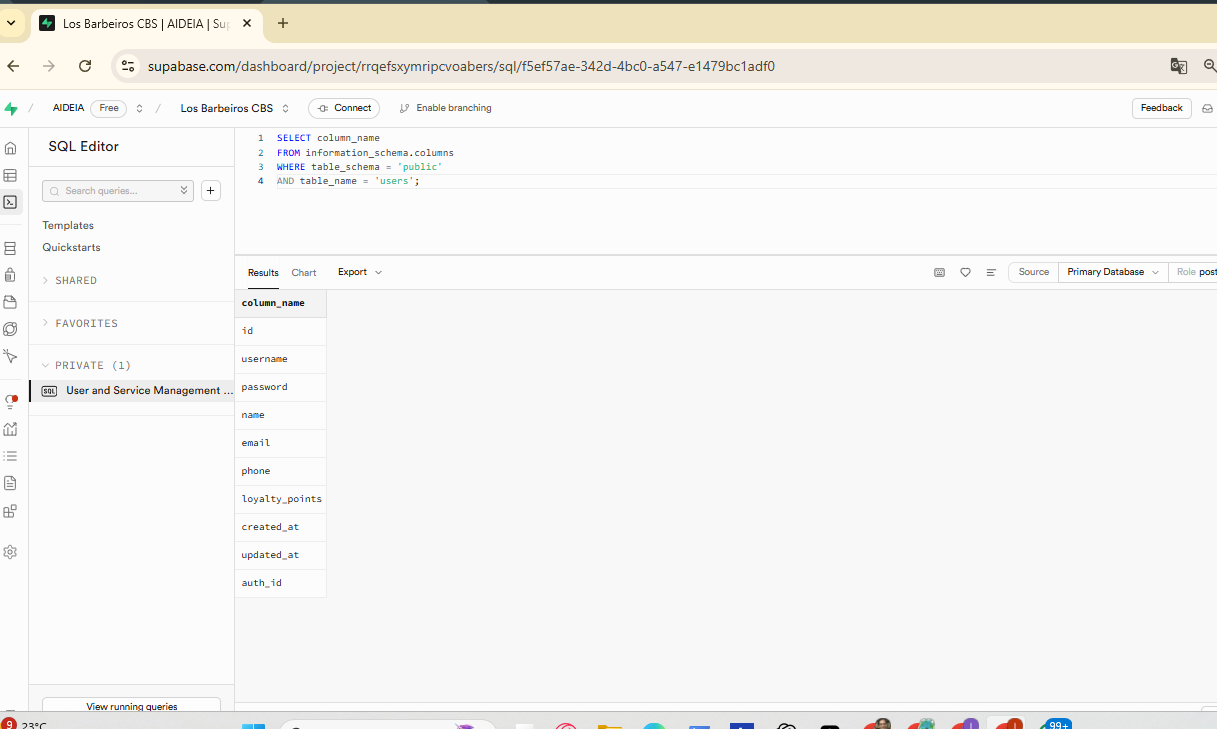 Los Barbeiros CBS | AIDEIA | Sup
supabase.com/dashboard/project/rrqefsxymripcvoabers/sql/f5ef57ae-342d-4bc0-a547-e1479bc1adf0
/ AIDEIA Free / Los Barbeiros CBS Connect Enable branching Feedback
SQL Editor
Search queries...
Templates
Quickstarts
SHARED
FAVORITES
PRIVATE (1)
SQL User and Service Management ...
View running queries
1 SELECT column_name
2 FROM information_schema.columns
3 WHERE table_schema = 'public'
4 AND table_name = 'users';
Results Chart Export Source Primary Database Role post
column_name
id
username
password
name
email
phone
loyalty_points
created_at
updated_at
auth_id
9 23°C
99+